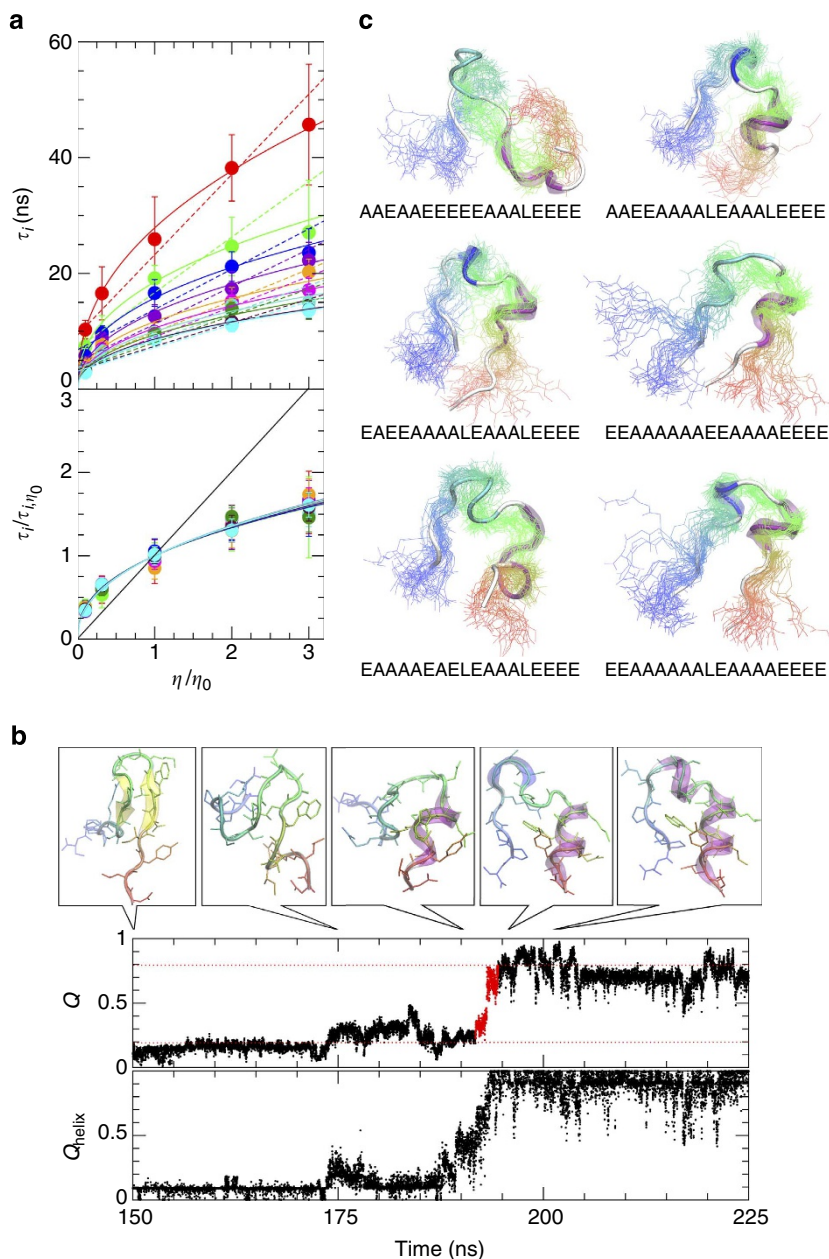 a
c
60
40
20
0
τi (ns)
3
2
1
0
τi/τi,η0
0
1
2
3
η/η0
AAEAAEEEEEAAALEEEE
AAEEAAAALEAAALEEEE
EAEEAAAALEAAALEEEE
EEAAAAAAEEAAAAEEEE
EAAAAEAELEAAALEEEE
EEAAAAAALEAAAAEEEE
b
1
0.5
0
Q
0.5
0
Qhelix
150
175
200
225
Time (ns)